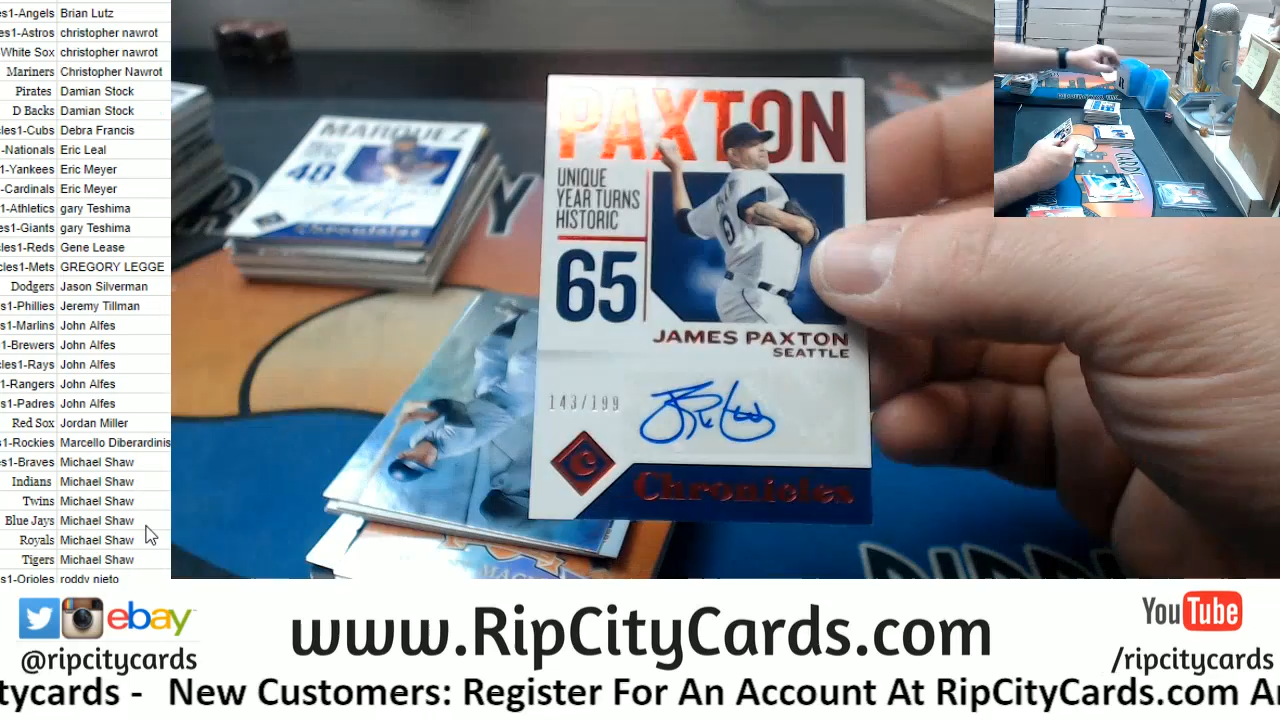 es1-Angels Brian Lutz
es1-Astros christopher nawrot
White Sox christopher nawrot
Mariners Christopher Nawrot
Pirates Damian Stock
D Backs Damian Stock
cles1-Cubs Debra Francis
-Nationals Eric Leal
1-Yankees Eric Meyer
-Cardinals Eric Meyer
1-Athletics gary Teshima
s1-Giants gary Teshima
cles1-Reds Gene Lease
cles1-Mets GREGORY LEGGE
Dodgers Jason Silverman
1-Phillies Jeremy Tillman
s1-Marlins John Alfes
1-Brewers John Alfes
cles1-Rays John Alfes
1-Rangers John Alfes
s1-Padres John Alfes
Red Sox Jordan Miller
1-Rockies Marcello Diberardinis
es1-Braves Michael Shaw
Indians Michael Shaw
Twins Michael Shaw
Blue Jays Michael Shaw
Royals Michael Shaw
Tigers Michael Shaw
s1-Orioles roddy nieto
MARQUEZ
48
Chronicles
PAXTON
UNIQUE
YEAR TURNS
HISTORIC
65
JAMES PAXTON
SEATTLE
143/199
C
Chronicles
ebay
@ripcitycards
www.RipCityCards.com
YouTube
/ripcitycards
tycards - New Customers: Register For An Account At RipCityCards.com An